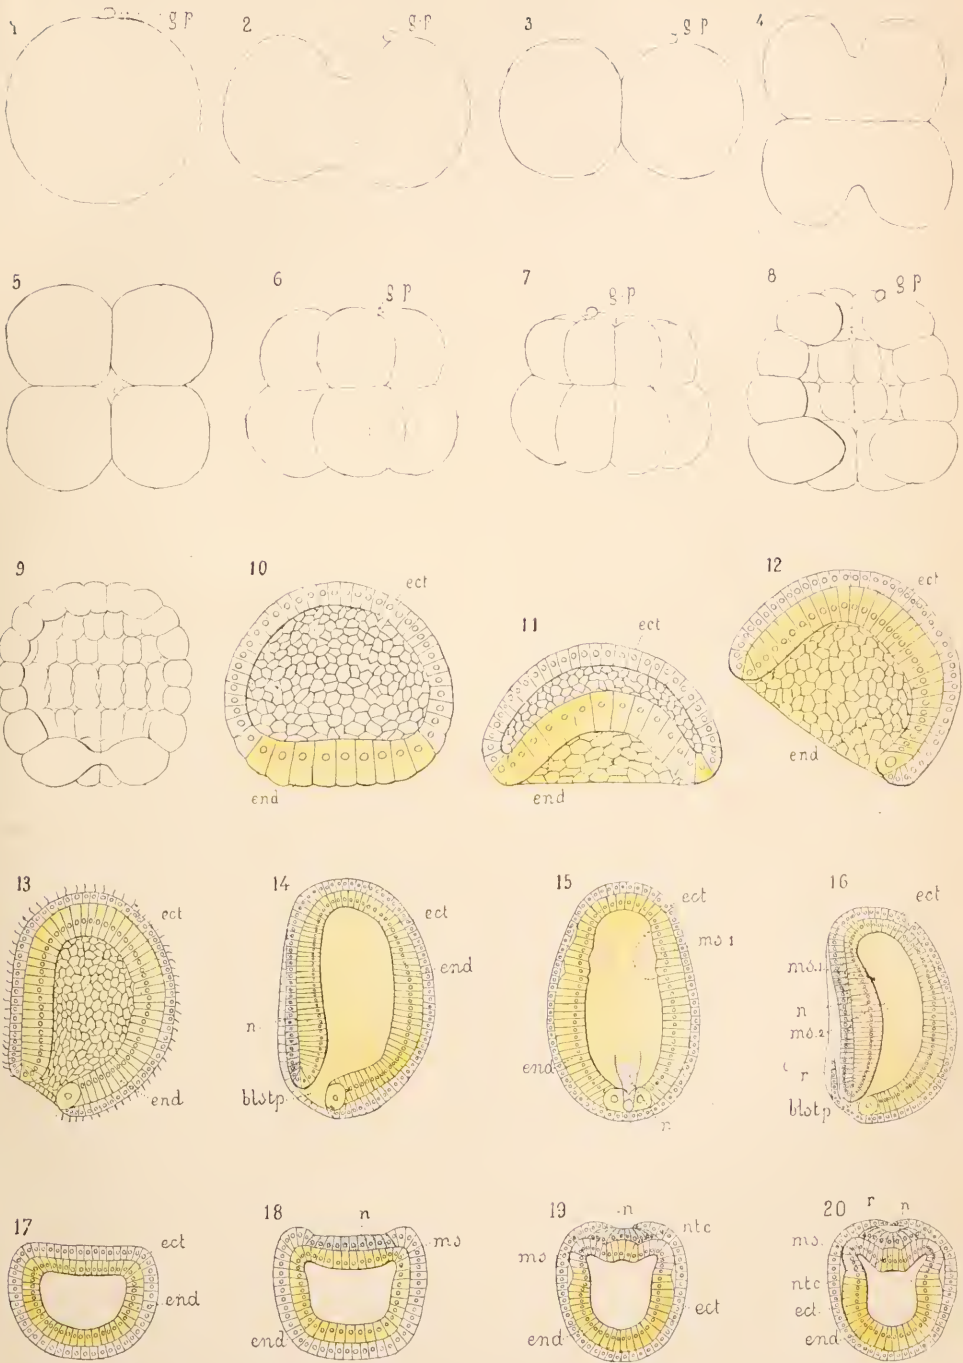 1
g p
2
g p
3
g p
4
5
6
g p
7
g p
8
g p
9
10
ect
end
11
ect
end
12
ect
end
13
ect
end
14
ect
end
n
blstp
15
ect
ms 1
end
n
16
ect
ms.1
n
ms.2
r
blstp
17
ect
end
18
n
ms
end
19
n
ntc
ms
ect
end
20
r n
ms.
ntc
ect.
end